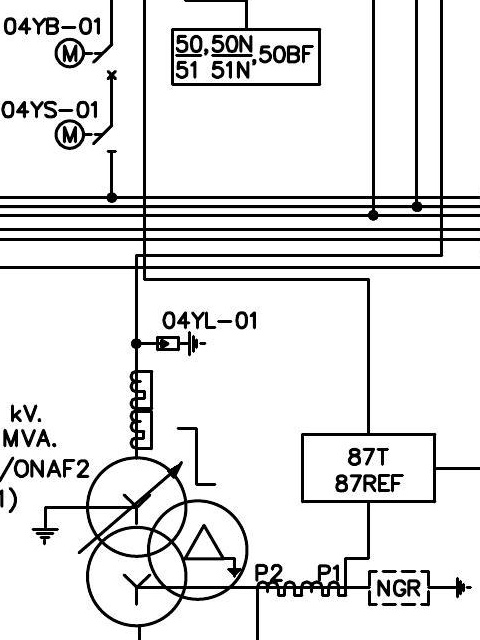 04YB-01
M
50, 50N, 50BF
51 51N
04YS-01
M
04YL-01
kV.
MVA.
/ONAF2
1)
87T
87REF
P2 P1
NGR